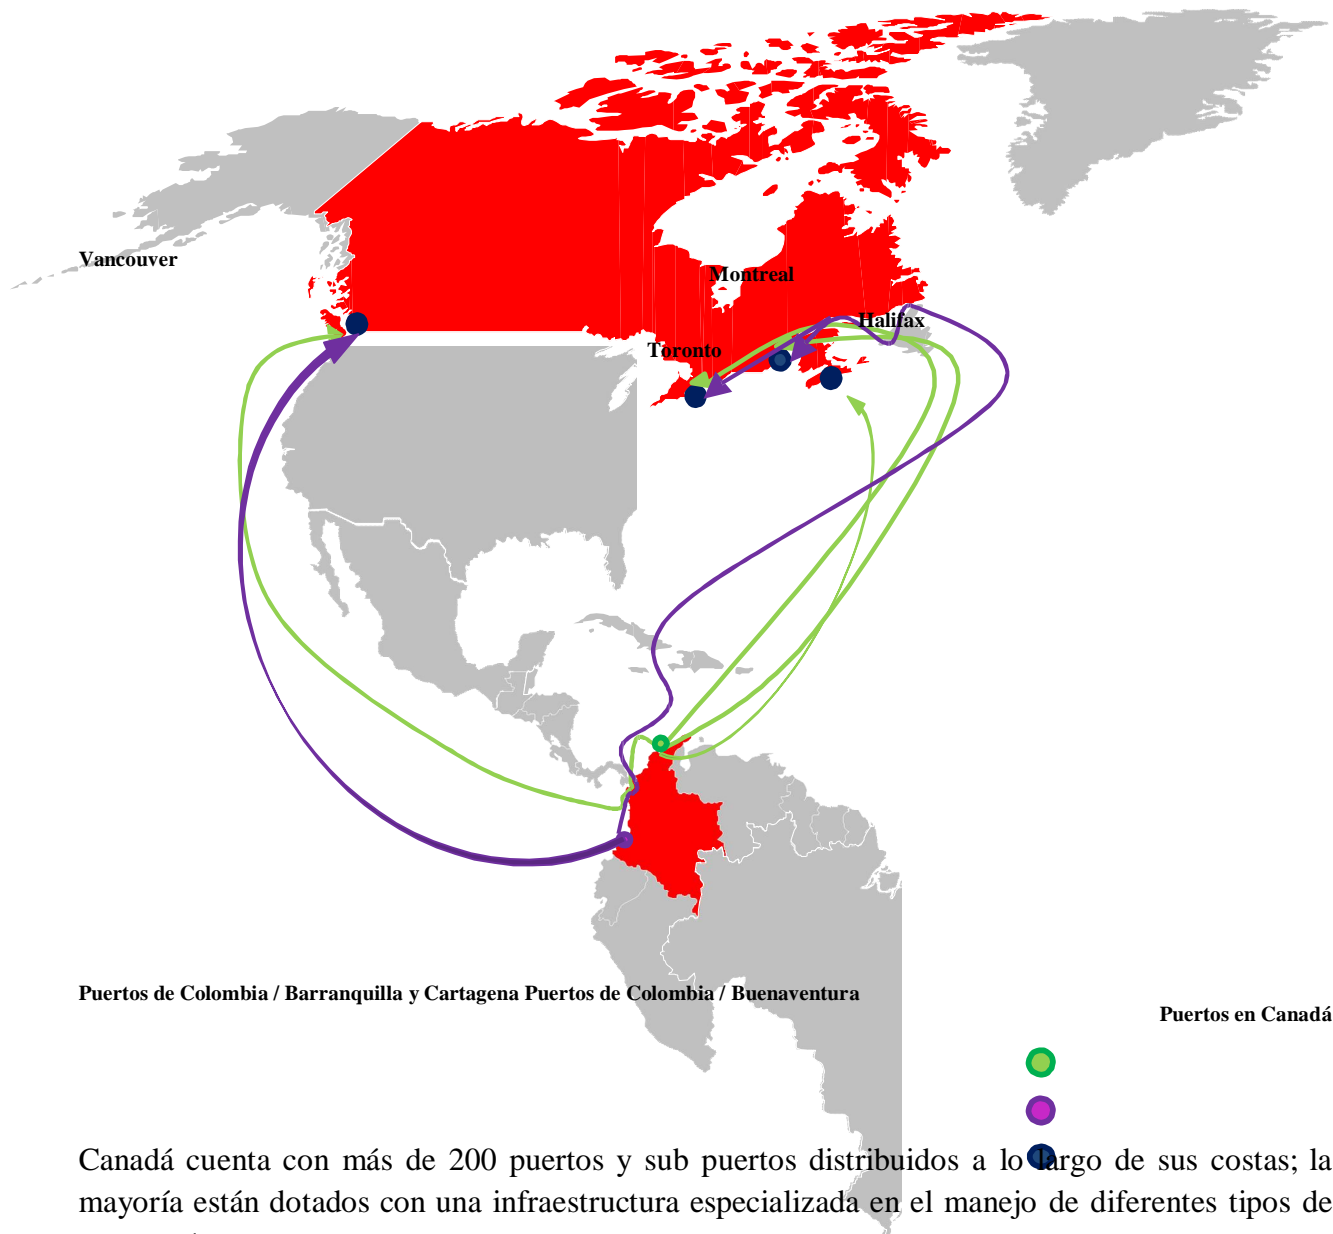 Vancouver
Montreal
Halifax
Toronto
Puertos de Colombia / Barranquilla y Cartagena Puertos de Colombia / Buenaventura
Puertos en Canadá
Canadá cuenta con más de 200 puertos y sub puertos distribuidos a lo largo de sus costas; la
mayoría están dotados con una infraestructura especializada en el manejo de diferentes tipos de